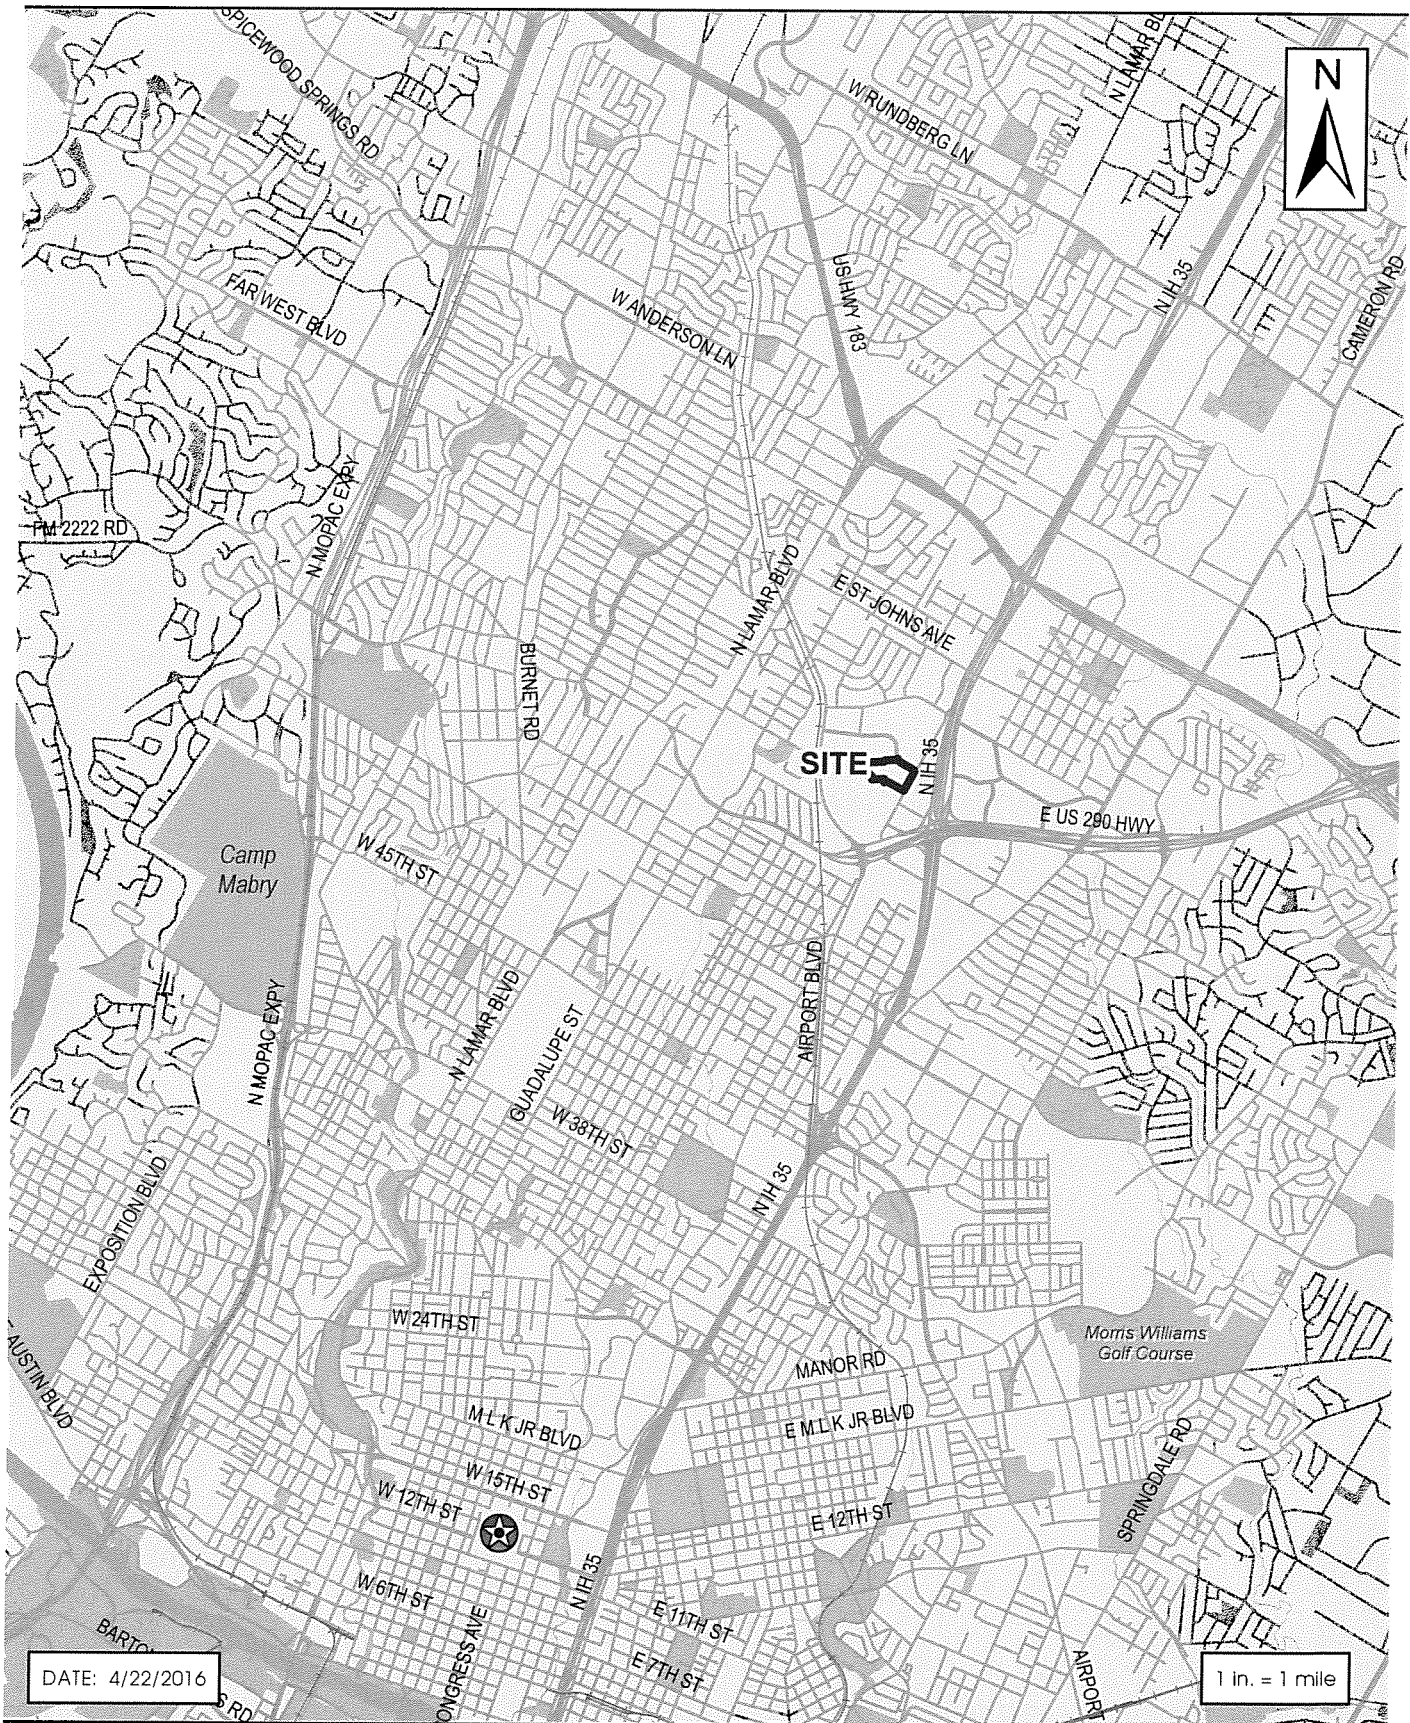 SPICEWOOD SPRINGS RD
N LAMAR BL
N
W RUNDBERG LN
US HWY 183
N IH 35
CAMERON RD
FAR WEST BLVD
W ANDERSON LN
N MOPAC EXPY
FM 2222 RD
N LAMAR BLVD
E ST JOHNS AVE
BURNET RD
SITE
N IH 35
E US 290 HWY
W 45TH ST
Camp
Mabry
N LAMAR BLVD
AIRPORT BLVD
N MOPAC EXPY
GUADALUPE ST
W 38TH ST
N IH 35
EXPOSITION BLVD
W 24TH ST
Morris Williams
Golf Course
MANOR RD
AUSTIN BLVD
M L K JR BLVD
E M L K JR BLVD
W 15TH ST
W 12TH ST
E 12TH ST
SPRINGDALE RD
N IH 35
W 6TH ST
E 11TH ST
ONGRESS AVE
E 7TH ST
BARTO
S RD
AIRPORT
DATE: 4/22/2016
1 in. = 1 mile